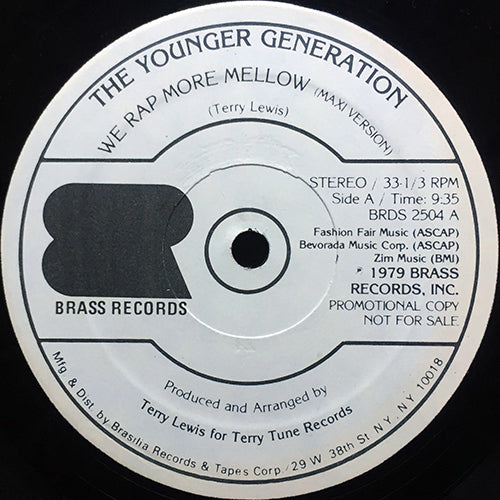 THE YOUNGER GENERATION
WE RAP MORE MELLOW (MAXI VERSION)
(Terry Lewis)
STEREO / 33-1/3 RPM
Side A / Time: 9:35
BRDS 2504 A
Fashion Fair Music (ASCAP)
Bevorada Music Corp. (ASCAP)
Zim Music (BMI)
℗ 1979 BRASS
RECORDS, INC.
PROMOTIONAL COPY
NOT FOR SALE
BRASS RECORDS
Produced and Arranged by
Terry Lewis for Terry Tune Records
Mfg. & Dist. by Brasilia Records & Tapes Corp./29 W. 38th St. N.Y., N.Y. 10018